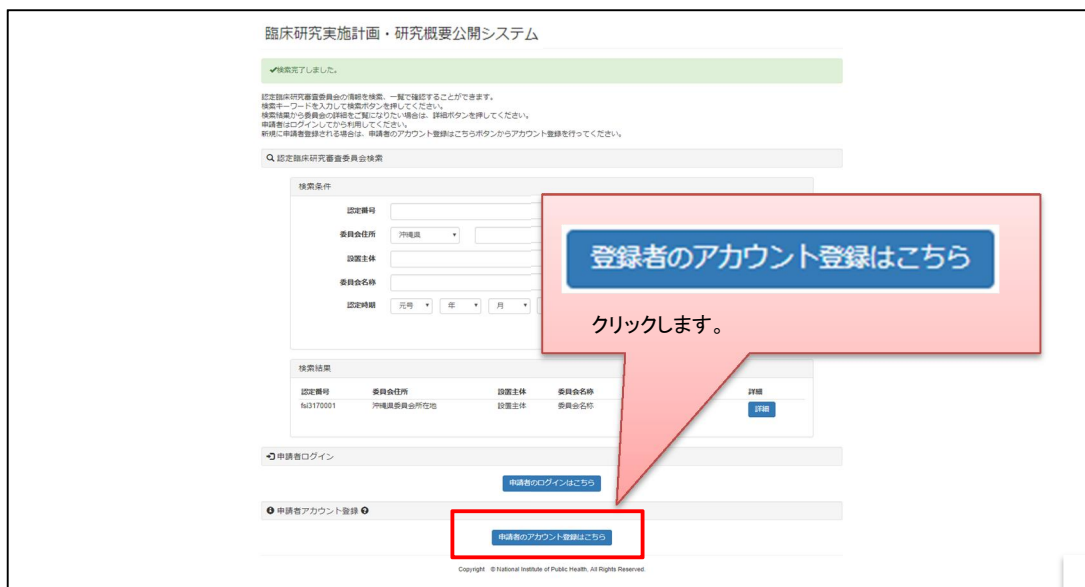 臨床研究実施計画・研究概要公開システム
✔検索完了しました。
認定臨床研究審査委員会の情報を検索、一覧で確認することができます。
検索キーワードを入力して検索ボタンを押してください。
検索結果から委員会の詳細をご覧になりたい場合は、詳細ボタンを押してください。
申請者はログインしてから利用してください。
新規に申請者登録される場合は、申請者のアカウント登録はこちらボタンからアカウント登録を行ってください。
認定臨床研究審査委員会検索
検索条件
認定番号
委員会住所 沖縄県
設置主体
委員会名称
認定時期 元号 年 月
登録者のアカウント登録はこちら
クリックします。
検索結果
認定番号 委員会住所 設置主体 委員会名称 詳細
fsi3170001 沖縄県委員会所在地 設置主体 委員会名称 詳細
申請者ログイン
申請者のログインはこちら
申請者アカウント登録
申請者のアカウント登録はこちら
Copyright © National Institute of Public Health. All Rights Reserved.